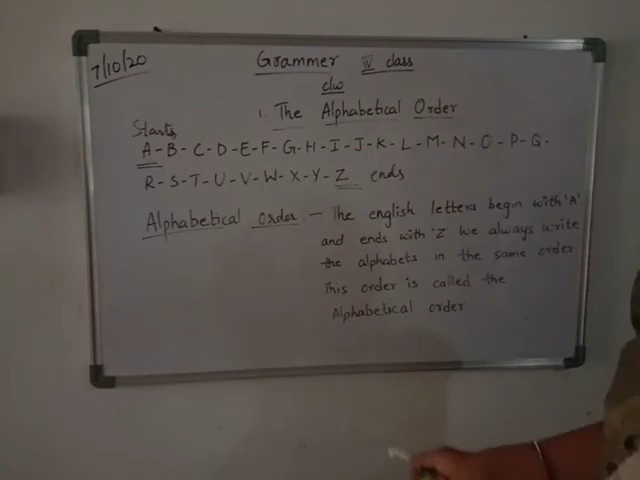 7/10/20
Grammer IV class
c/w
1. The Alphabetical Order
Starts
A-B-C-D-E-F-G-H-I-J-K-L-M-N-O-P-Q-
R-S-T-U-V-W-X-Y-Z ends
Alphabetical order - The english letters begin with 'A'
and ends with 'Z' we always write
the alphabets in the same order
This order is called the
Alphabetical order